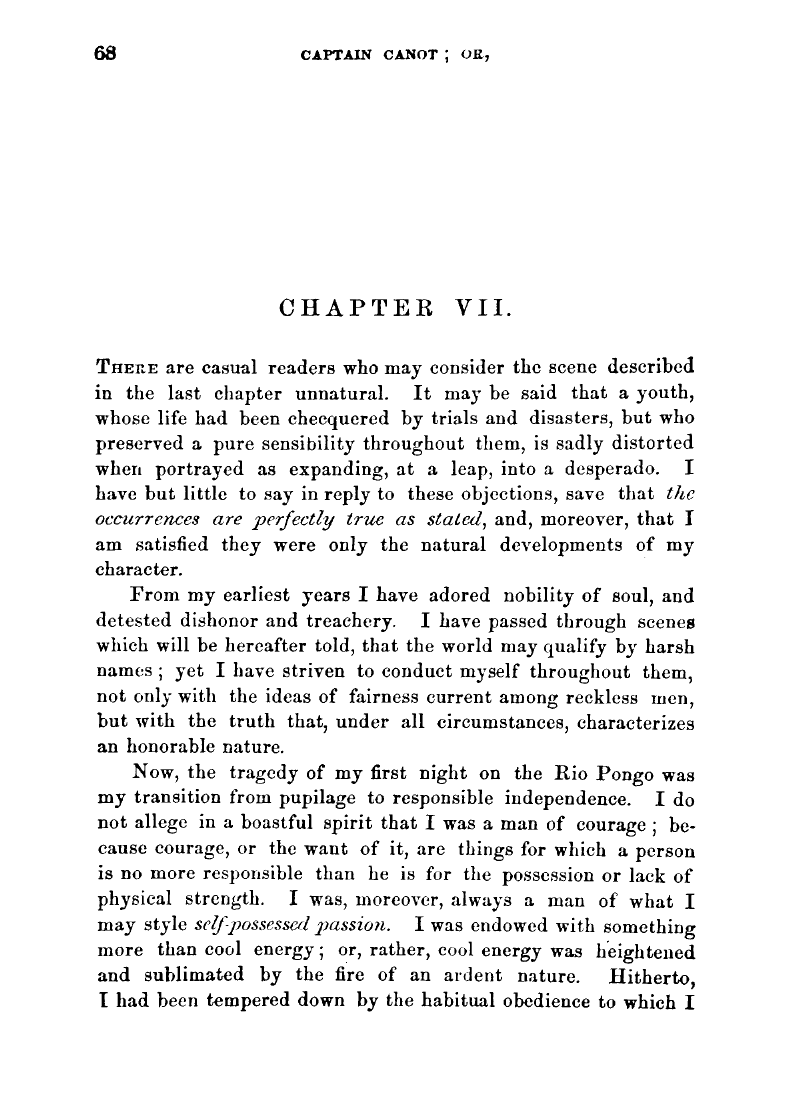 68 CAPTAIN CANOT ; OR,
CHAPTER VII.
THERE are casual readers who may consider the scene described
in the last chapter unnatural. It may be said that a youth,
whose life had been checquered by trials and disasters, but who
preserved a pure sensibility throughout them, is sadly distorted
when portrayed as expanding, at a leap, into a desperado. I
have but little to say in reply to these objections, save that the
occurrences are perfectly true as stated, and, moreover, that I
am satisfied they were only the natural developments of my
character.
From my earliest years I have adored nobility of soul, and
detested dishonor and treachery. I have passed through scenes
which will be hereafter told, that the world may qualify by harsh
names ; yet I have striven to conduct myself throughout them,
not only with the ideas of fairness current among reckless men,
but with the truth that, under all circumstances, characterizes
an honorable nature.
Now, the tragedy of my first night on the Rio Pongo was
my transition from pupilage to responsible independence. I do
not allege in a boastful spirit that I was a man of courage ; be-
cause courage, or the want of it, are things for which a person
is no more responsible than he is for the possession or lack of
physical strength. I was, moreover, always a man of what I
may style self-possessed passion. I was endowed with something
more than cool energy ; or, rather, cool energy was heightened
and sublimated by the fire of an ardent nature. Hitherto,
I had been tempered down by the habitual obedience to which I